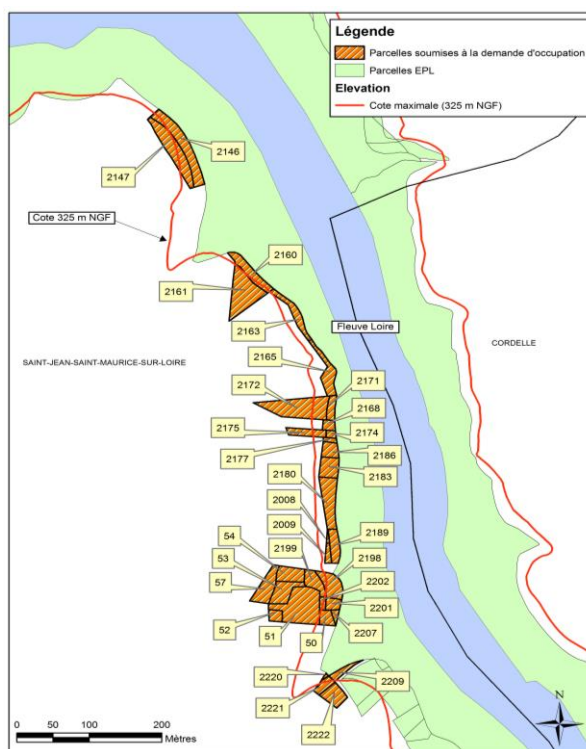 Légende
Parcelles soumises à la demande d'occupation
Parcelles EPL
Elevation
Cote maximale (325 m NGF)
2146
2147
Cote 325 m NGF
2160
2161
2163
Fleuve Loire
CORDELLE
SAINT-JEAN-SAINT-MAURICE-SUR-LOIRE
2165
2171
2172
2168
2175
2174
2177
2186
2180
2183
2008
2009
2189
54
2199
2198
53
2202
57
2201
52
51
50
2207
2220
2209
2221
2222
0 50 100 200
Mètres
N